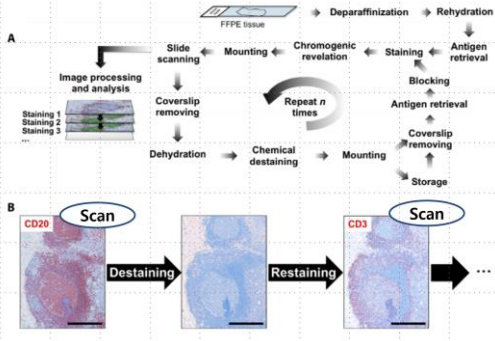 FFPE tissue
Deparaffinization
Rehydration
A
Antigen
retrieval
Staining
Chromogenic
revelation
Mounting
Slide
scanning
Image processing
and analysis
Staining 1
Staining 2
Staining 3
...
Coverslip
removing
Dehydration
Chemical
destaining
Mounting
Storage
Coverslip
removing
Antigen retrieval
Blocking
Repeat n
times
B
CD20
Scan
Destaining
Restaining
CD3
Scan
...